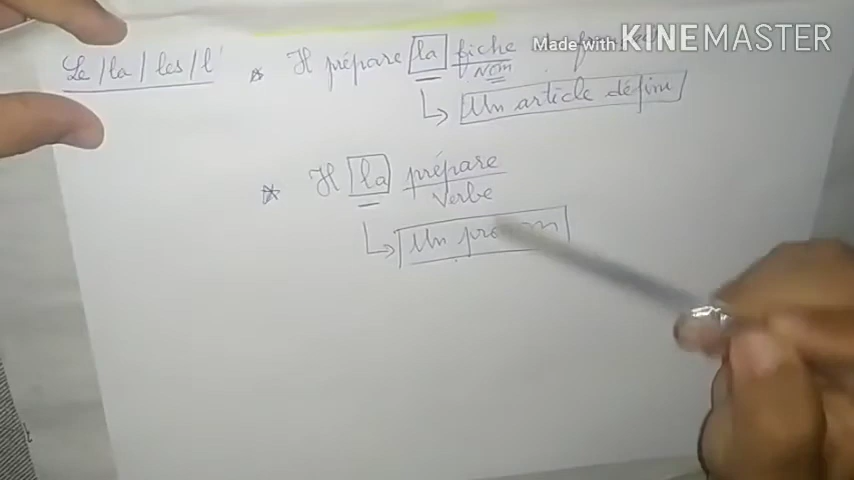 Le / la / les / l' * Il prépare la fiche
Made with KINEMASTER
Nom
Un article défini
* Il la prépare
Verbe
Un pronom